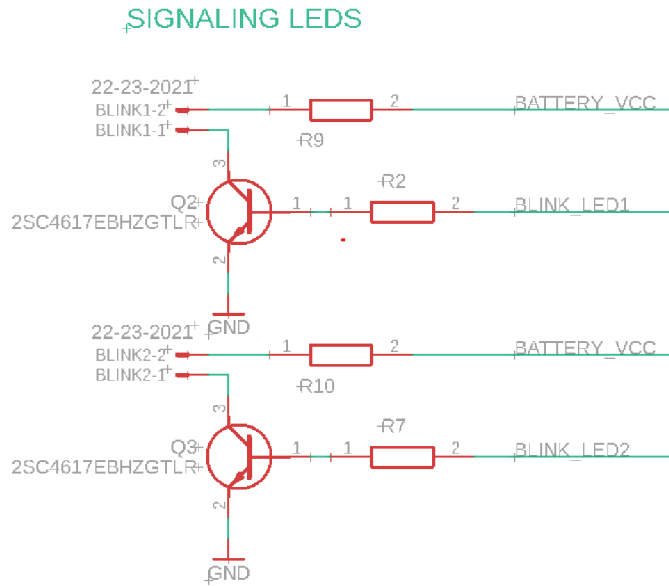 SIGNALING LEDS
22-23-2021
BLINK1-2 1 2 BATTERY_VCC
BLINK1-1
R9
3
Q2 R2
2SC4617EBHZGTLR 1 1 2 BLINK_LED1
2
GND
22-23-2021
BLINK2-2 1 2 BATTERY_VCC
BLINK2-1
R10
3
Q3 R7
2SC4617EBHZGTLR 1 1 2 BLINK_LED2
2
GND